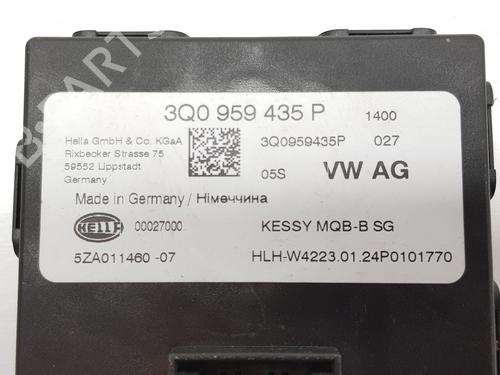 3Q0 959 435 P 1400
Hella GmbH & Co. KGaA 3Q0959435P 027
Rixbecker Strasse 75
59552 Lippstadt 05S VW AG
Germany
Made in Germany / Німеччина
HELLA 00027000 KESSY MQB-B SG
5ZA011460 -07 HLH-W4223.01.24P0101770